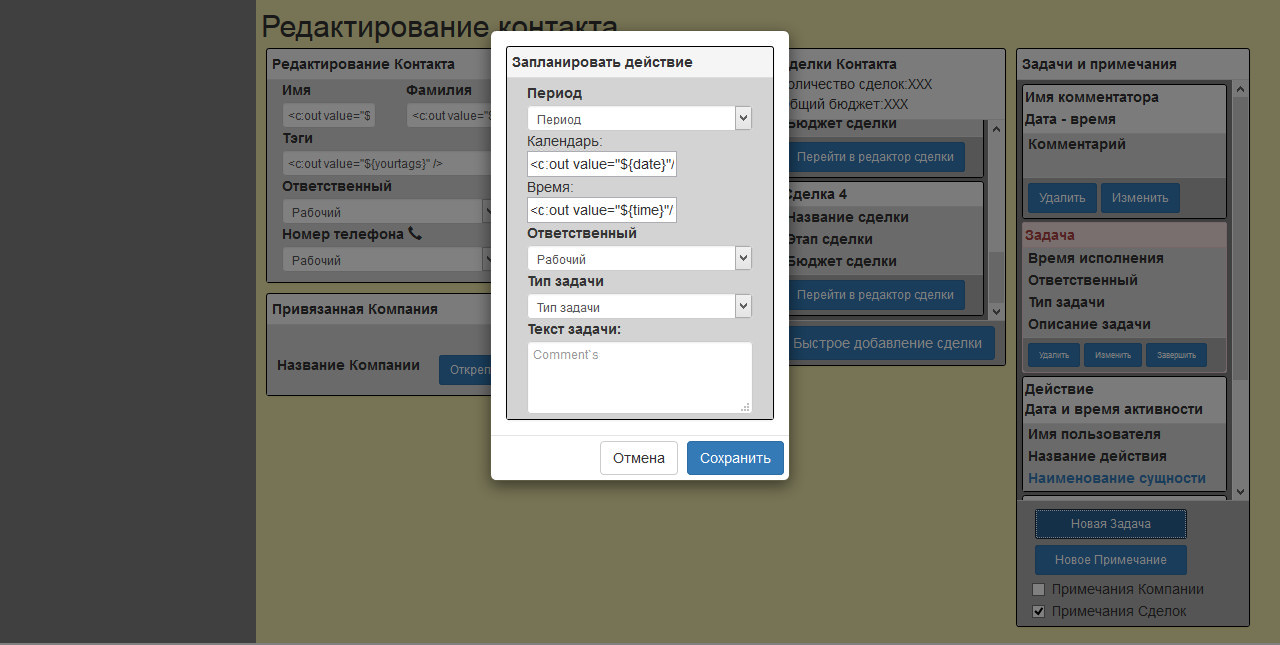 Редактирование контакта
Редактирование Контакта
Имя
Фамилия
<c:out value="$
<c:out value="$
Тэги
<c:out value="${yourtags}" />
Ответственный
Рабочий
Номер телефона
Рабочий
Привязанная Компания
Название Компании
Откреп
Запланировать действие
Период
Период
Календарь:
<c:out value="${date}"/
Время:
<c:out value="${time}"/
Ответственный
Рабочий
Тип задачи
Тип задачи
Текст задачи:
Comment`s
Отмена
Сохранить
делки Контакта
оличество сделок:XXX
бщий бюджет:XXX
Бюджет сделки
Перейти в редактор сделки
Сделка 4
Название сделки
Этап сделки
Бюджет сделки
Перейти в редактор сделки
Быстрое добавление сделки
Задачи и примечания
Имя комментатора
Дата - время
Комментарий
Удалить
Изменить
Задача
Время исполнения
Ответственный
Тип задачи
Описание задачи
Удалить
Изменить
Завершить
Действие
Дата и время активности
Имя пользователя
Название действия
Наименование сущности
Новая Задача
Новое Примечание
Примечания Компании
Примечания Сделок